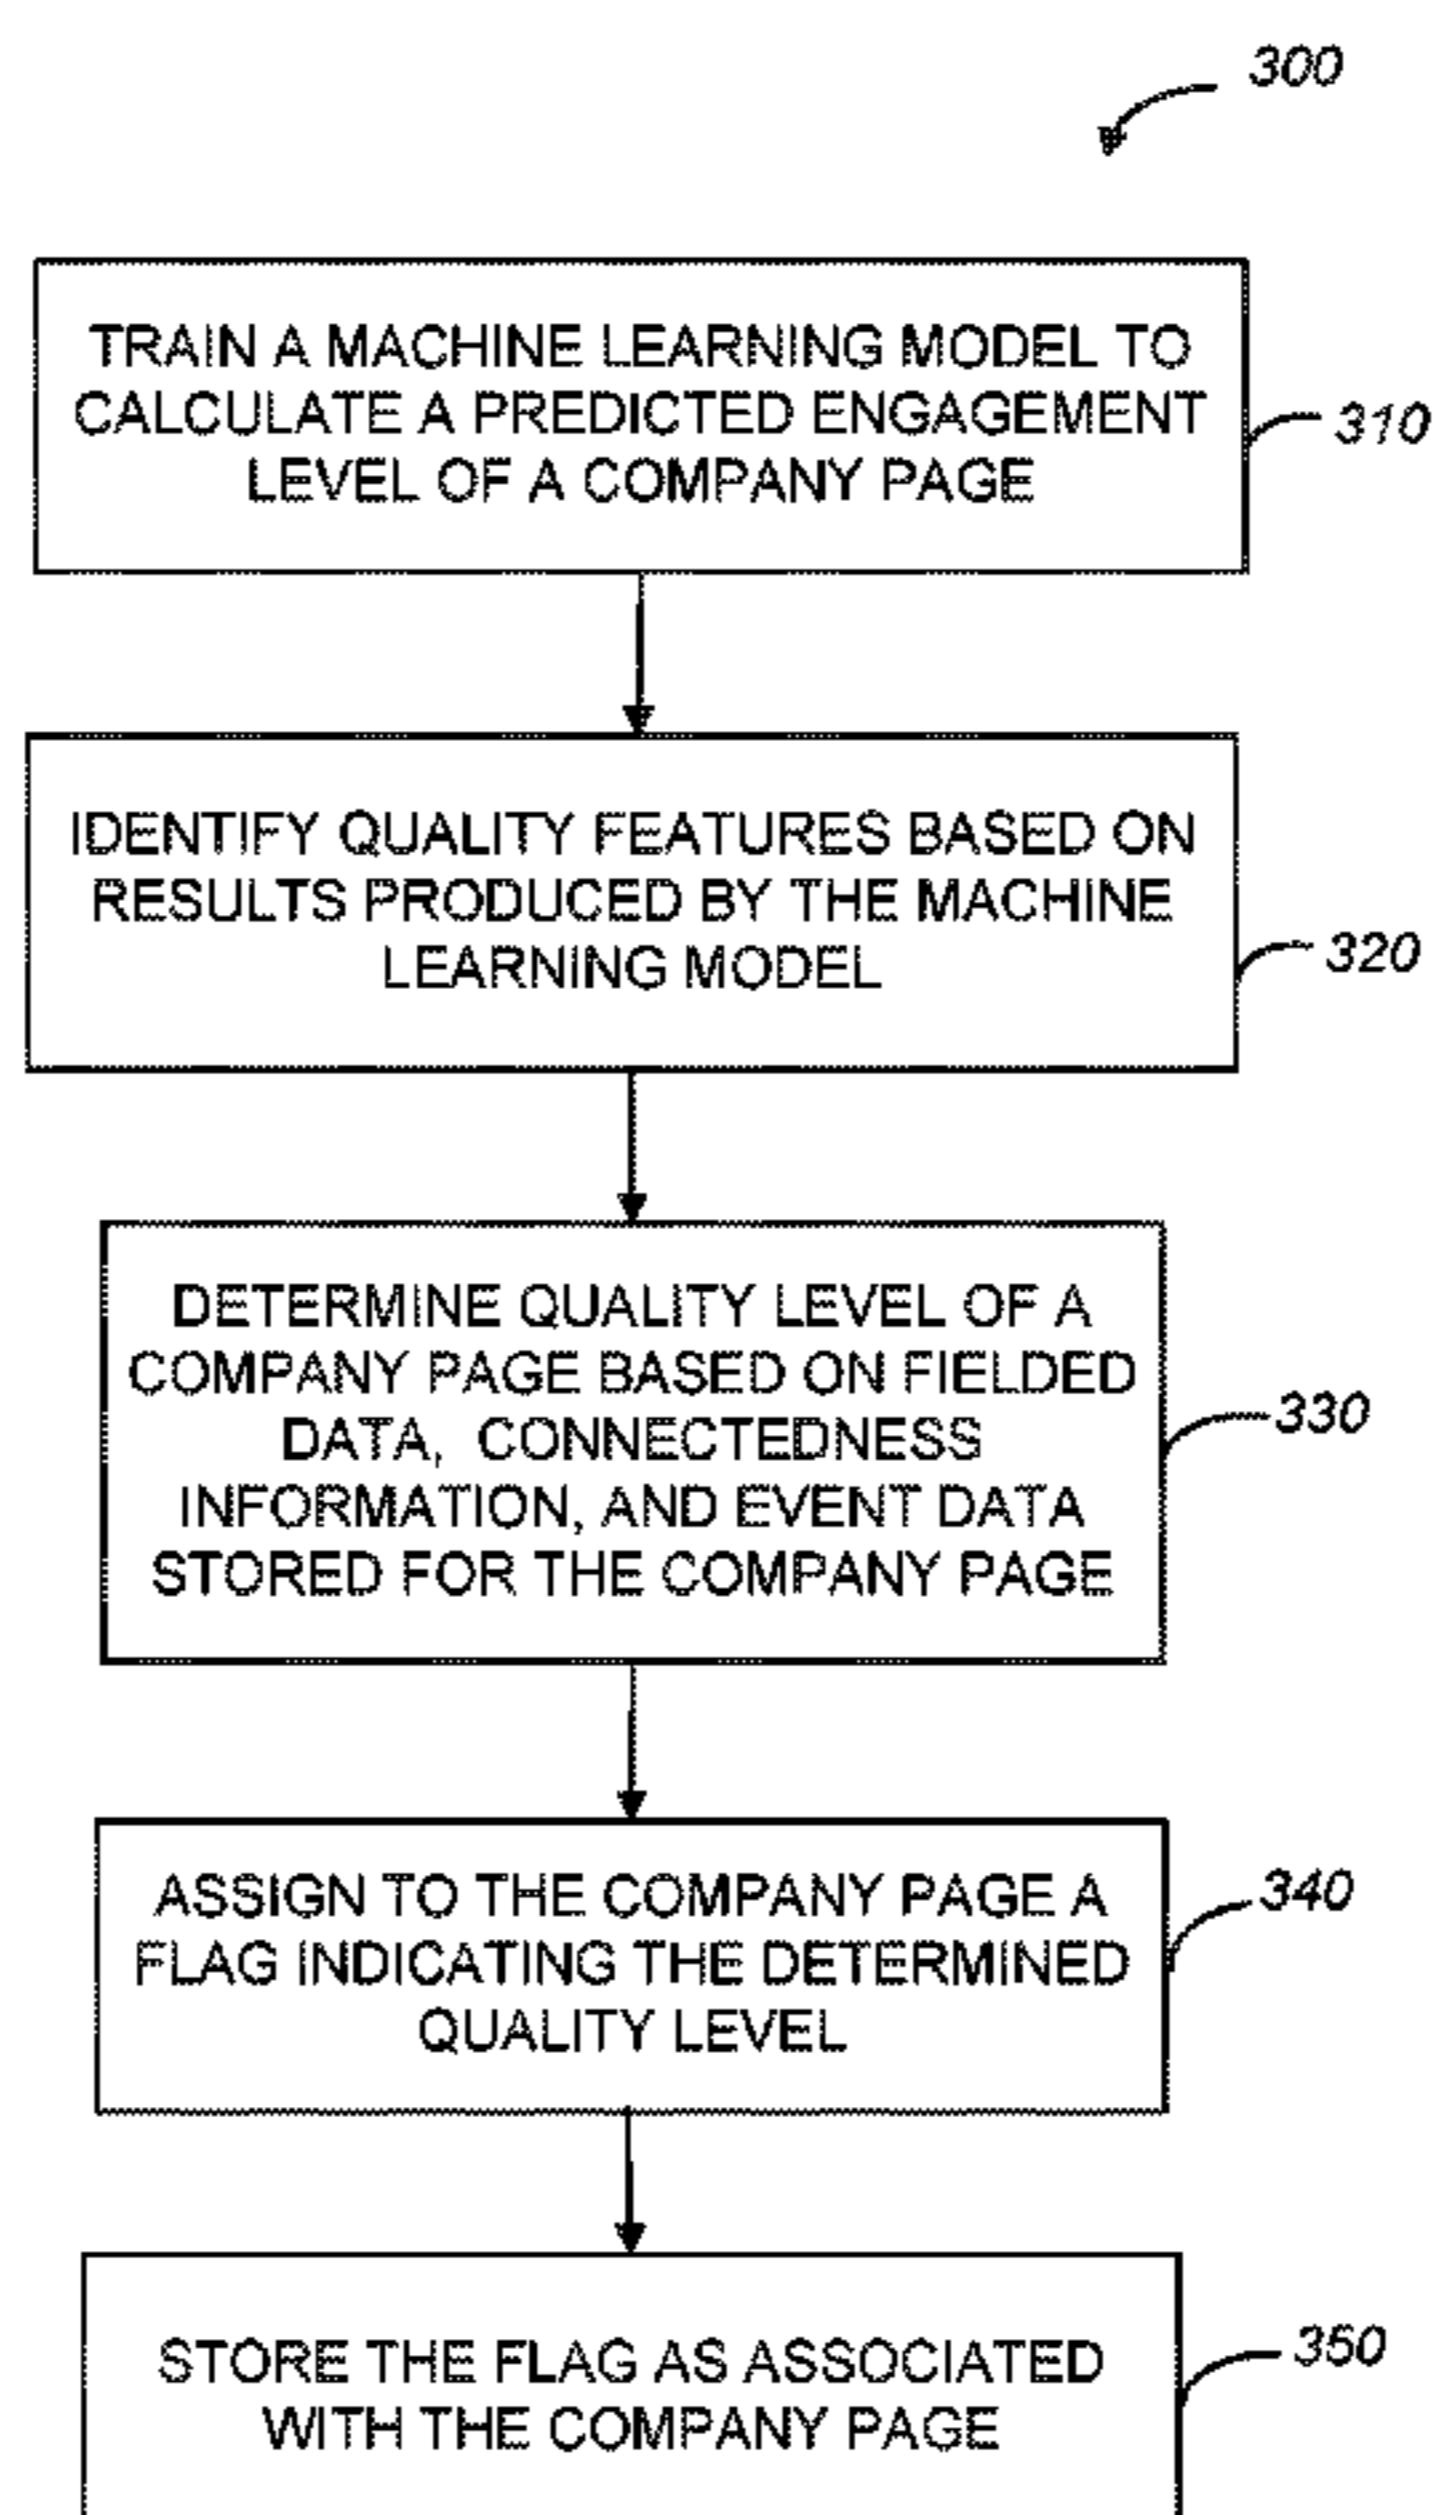 300
TRAIN A MACHINE LEARNING MODEL TO
CALCULATE A PREDICTED ENGAGEMENT
LEVEL OF A COMPANY PAGE
310
IDENTIFY QUALITY FEATURES BASED ON
RESULTS PRODUCED BY THE MACHINE
LEARNING MODEL
320
DETERMINE QUALITY LEVEL OF A
COMPANY PAGE BASED ON FIELDED
DATA, CONNECTEDNESS
INFORMATION, AND EVENT DATA
STORED FOR THE COMPANY PAGE
330
ASSIGN TO THE COMPANY PAGE A
FLAG INDICATING THE DETERMINED
QUALITY LEVEL
340
STORE THE FLAG AS ASSOCIATED
WITH THE COMPANY PAGE
350